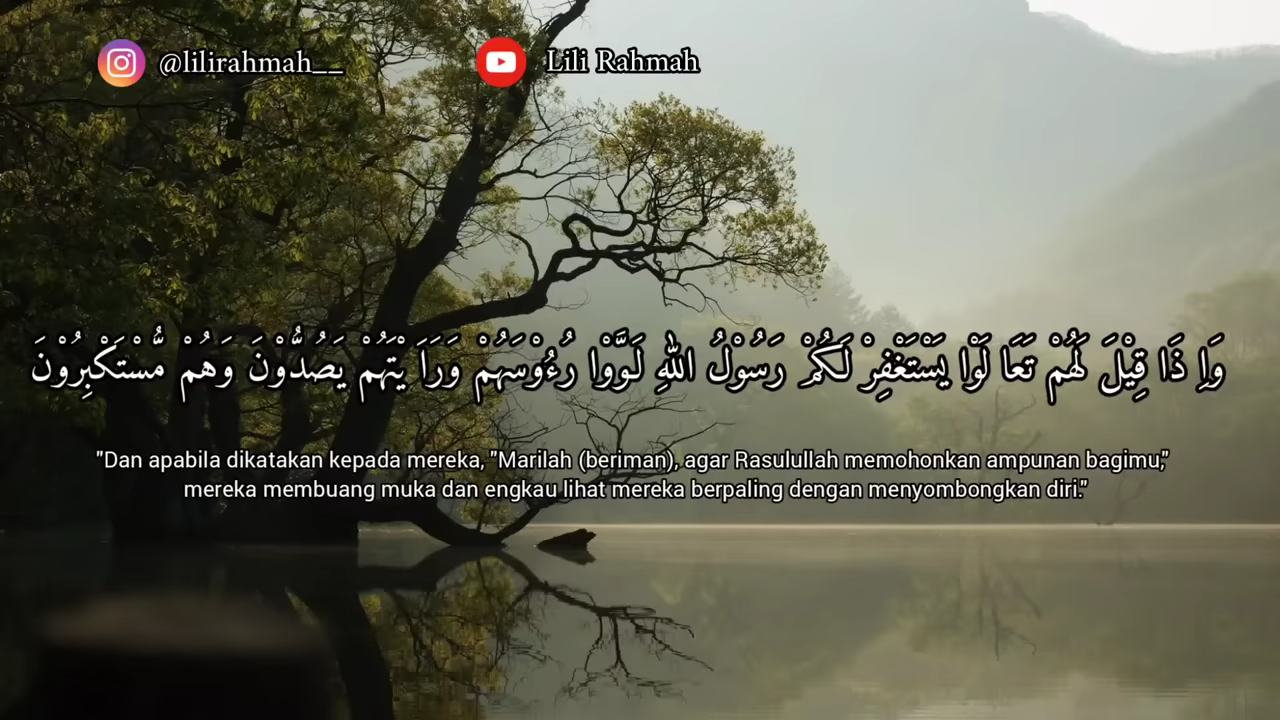 @lilirahmah__
Lili Rahmah
وَاِ ذَا قِيْلَ لَهُمْ تَعَا لَوْا يَسْتَغْفِرْ لَكُمْ رَسُوْلُ اللّٰهِ لَـوَّوْا رُءُوْسَهُمْ وَرَاَ يْتَهُمْ يَصُدُّوْنَ وَهُمْ مُّسْتَكْبِرُوْنَ
"Dan apabila dikatakan kepada mereka, "Marilah (beriman), agar Rasulullah memohonkan ampunan bagimu,"
mereka membuang muka dan engkau lihat mereka berpaling dengan menyombongkan diri."